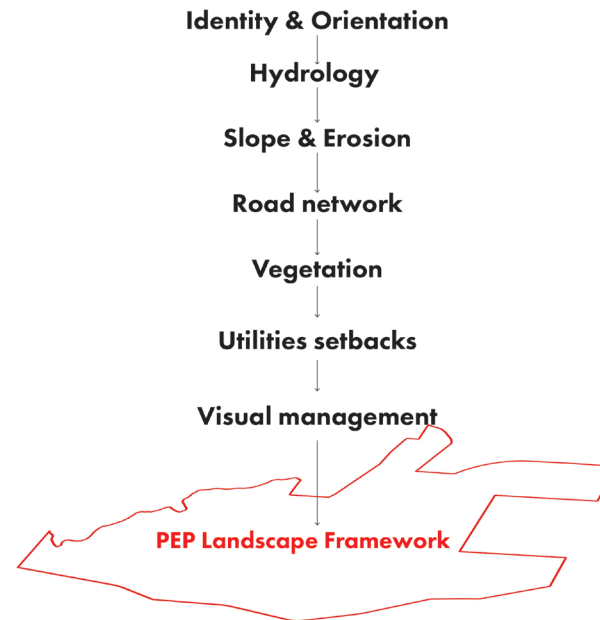 Identity & Orientation
Hydrology
Slope & Erosion
Road network
Vegetation
Utilities setbacks
Visual management
PEP Landscape Framework